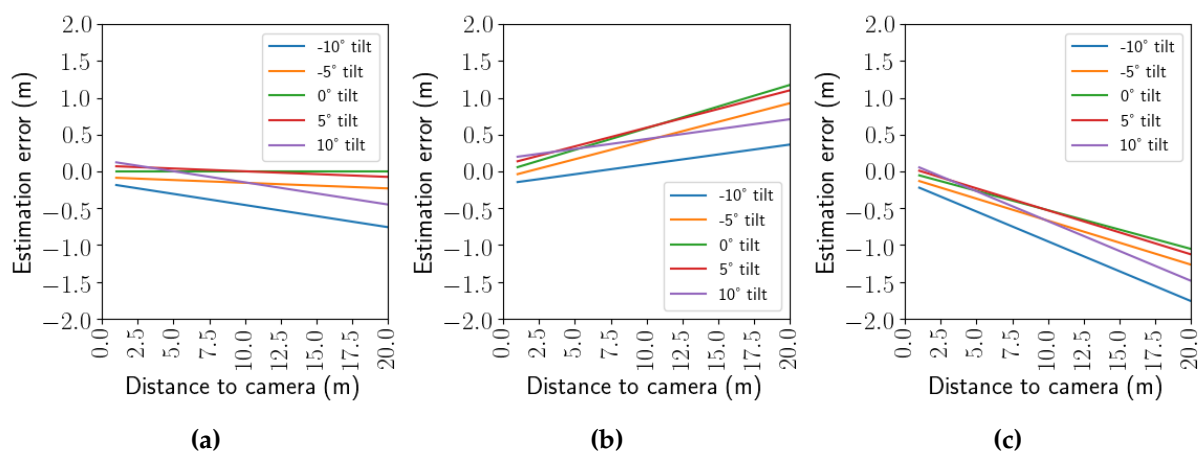 2.0
1.5
1.0
0.5
0.0
−0.5
−1.0
−1.5
−2.0
Estimation error (m)
-10° tilt
-5° tilt
0° tilt
5° tilt
10° tilt
0.0
2.5
5.0
7.5
10.0
12.5
15.0
17.5
20.0
Distance to camera (m)
(a)
2.0
1.5
1.0
0.5
0.0
−0.5
−1.0
−1.5
−2.0
Estimation error (m)
-10° tilt
-5° tilt
0° tilt
5° tilt
10° tilt
0.0
2.5
5.0
7.5
10.0
12.5
15.0
17.5
20.0
Distance to camera (m)
(b)
2.0
1.5
1.0
0.5
0.0
−0.5
−1.0
−1.5
−2.0
Estimation error (m)
-10° tilt
-5° tilt
0° tilt
5° tilt
10° tilt
0.0
2.5
5.0
7.5
10.0
12.5
15.0
17.5
20.0
Distance to camera (m)
(c)